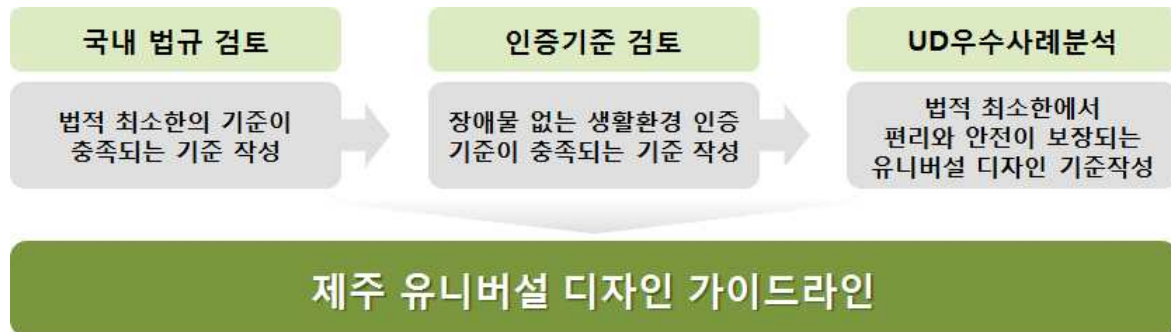 국내 법규 검토
인증기준 검토
UD우수사례분석
법적 최소한의 기준이
충족되는 기준 작성
장애물 없는 생활환경 인증
기준이 충족되는 기준 작성
법적 최소한에서
편리와 안전이 보장되는
유니버설 디자인 기준작성
제주 유니버설 디자인 가이드라인